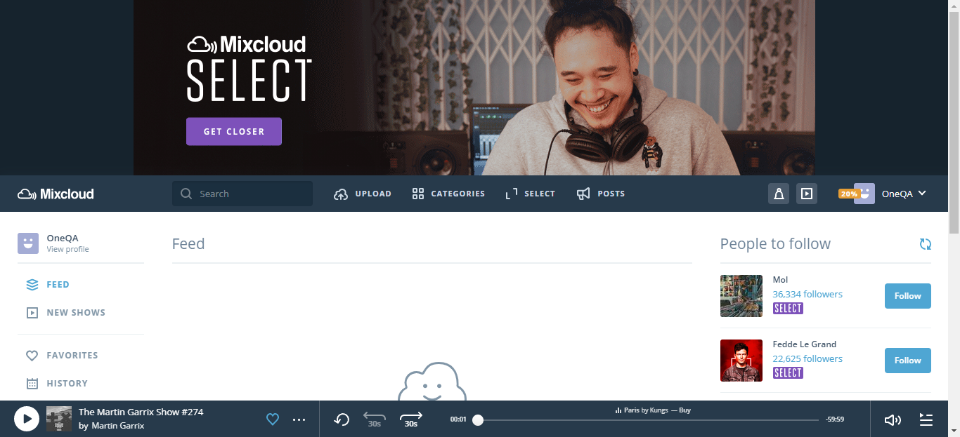 Mixcloud
SELECT
GET CLOSER
Mixcloud
Search
UPLOAD
CATEGORIES
SELECT
POSTS
20%
OneQA
OneQA
View profile
FEED
NEW SHOWS
FAVORITES
HISTORY
Feed
People to follow
Mol
36,334 followers
SELECT
Follow
Fedde Le Grand
22,625 followers
SELECT
Follow
The Martin Garrix Show #274
by Martin Garrix
30s
30s
00:01
Paris by Kungs — Buy
-59:59